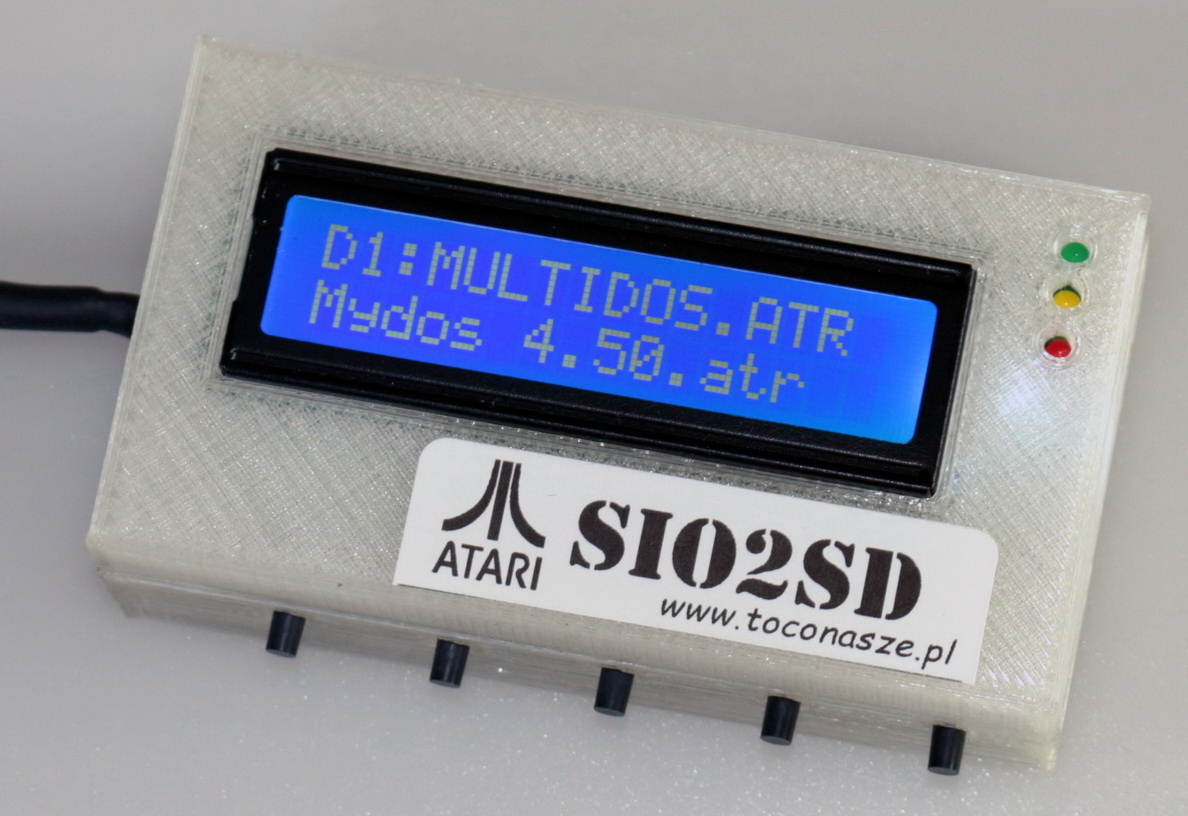 D1:MULTIDOS.ATR
Mydos 4.50.atr
ATARI
SIO2SD
www.toconasze.pl